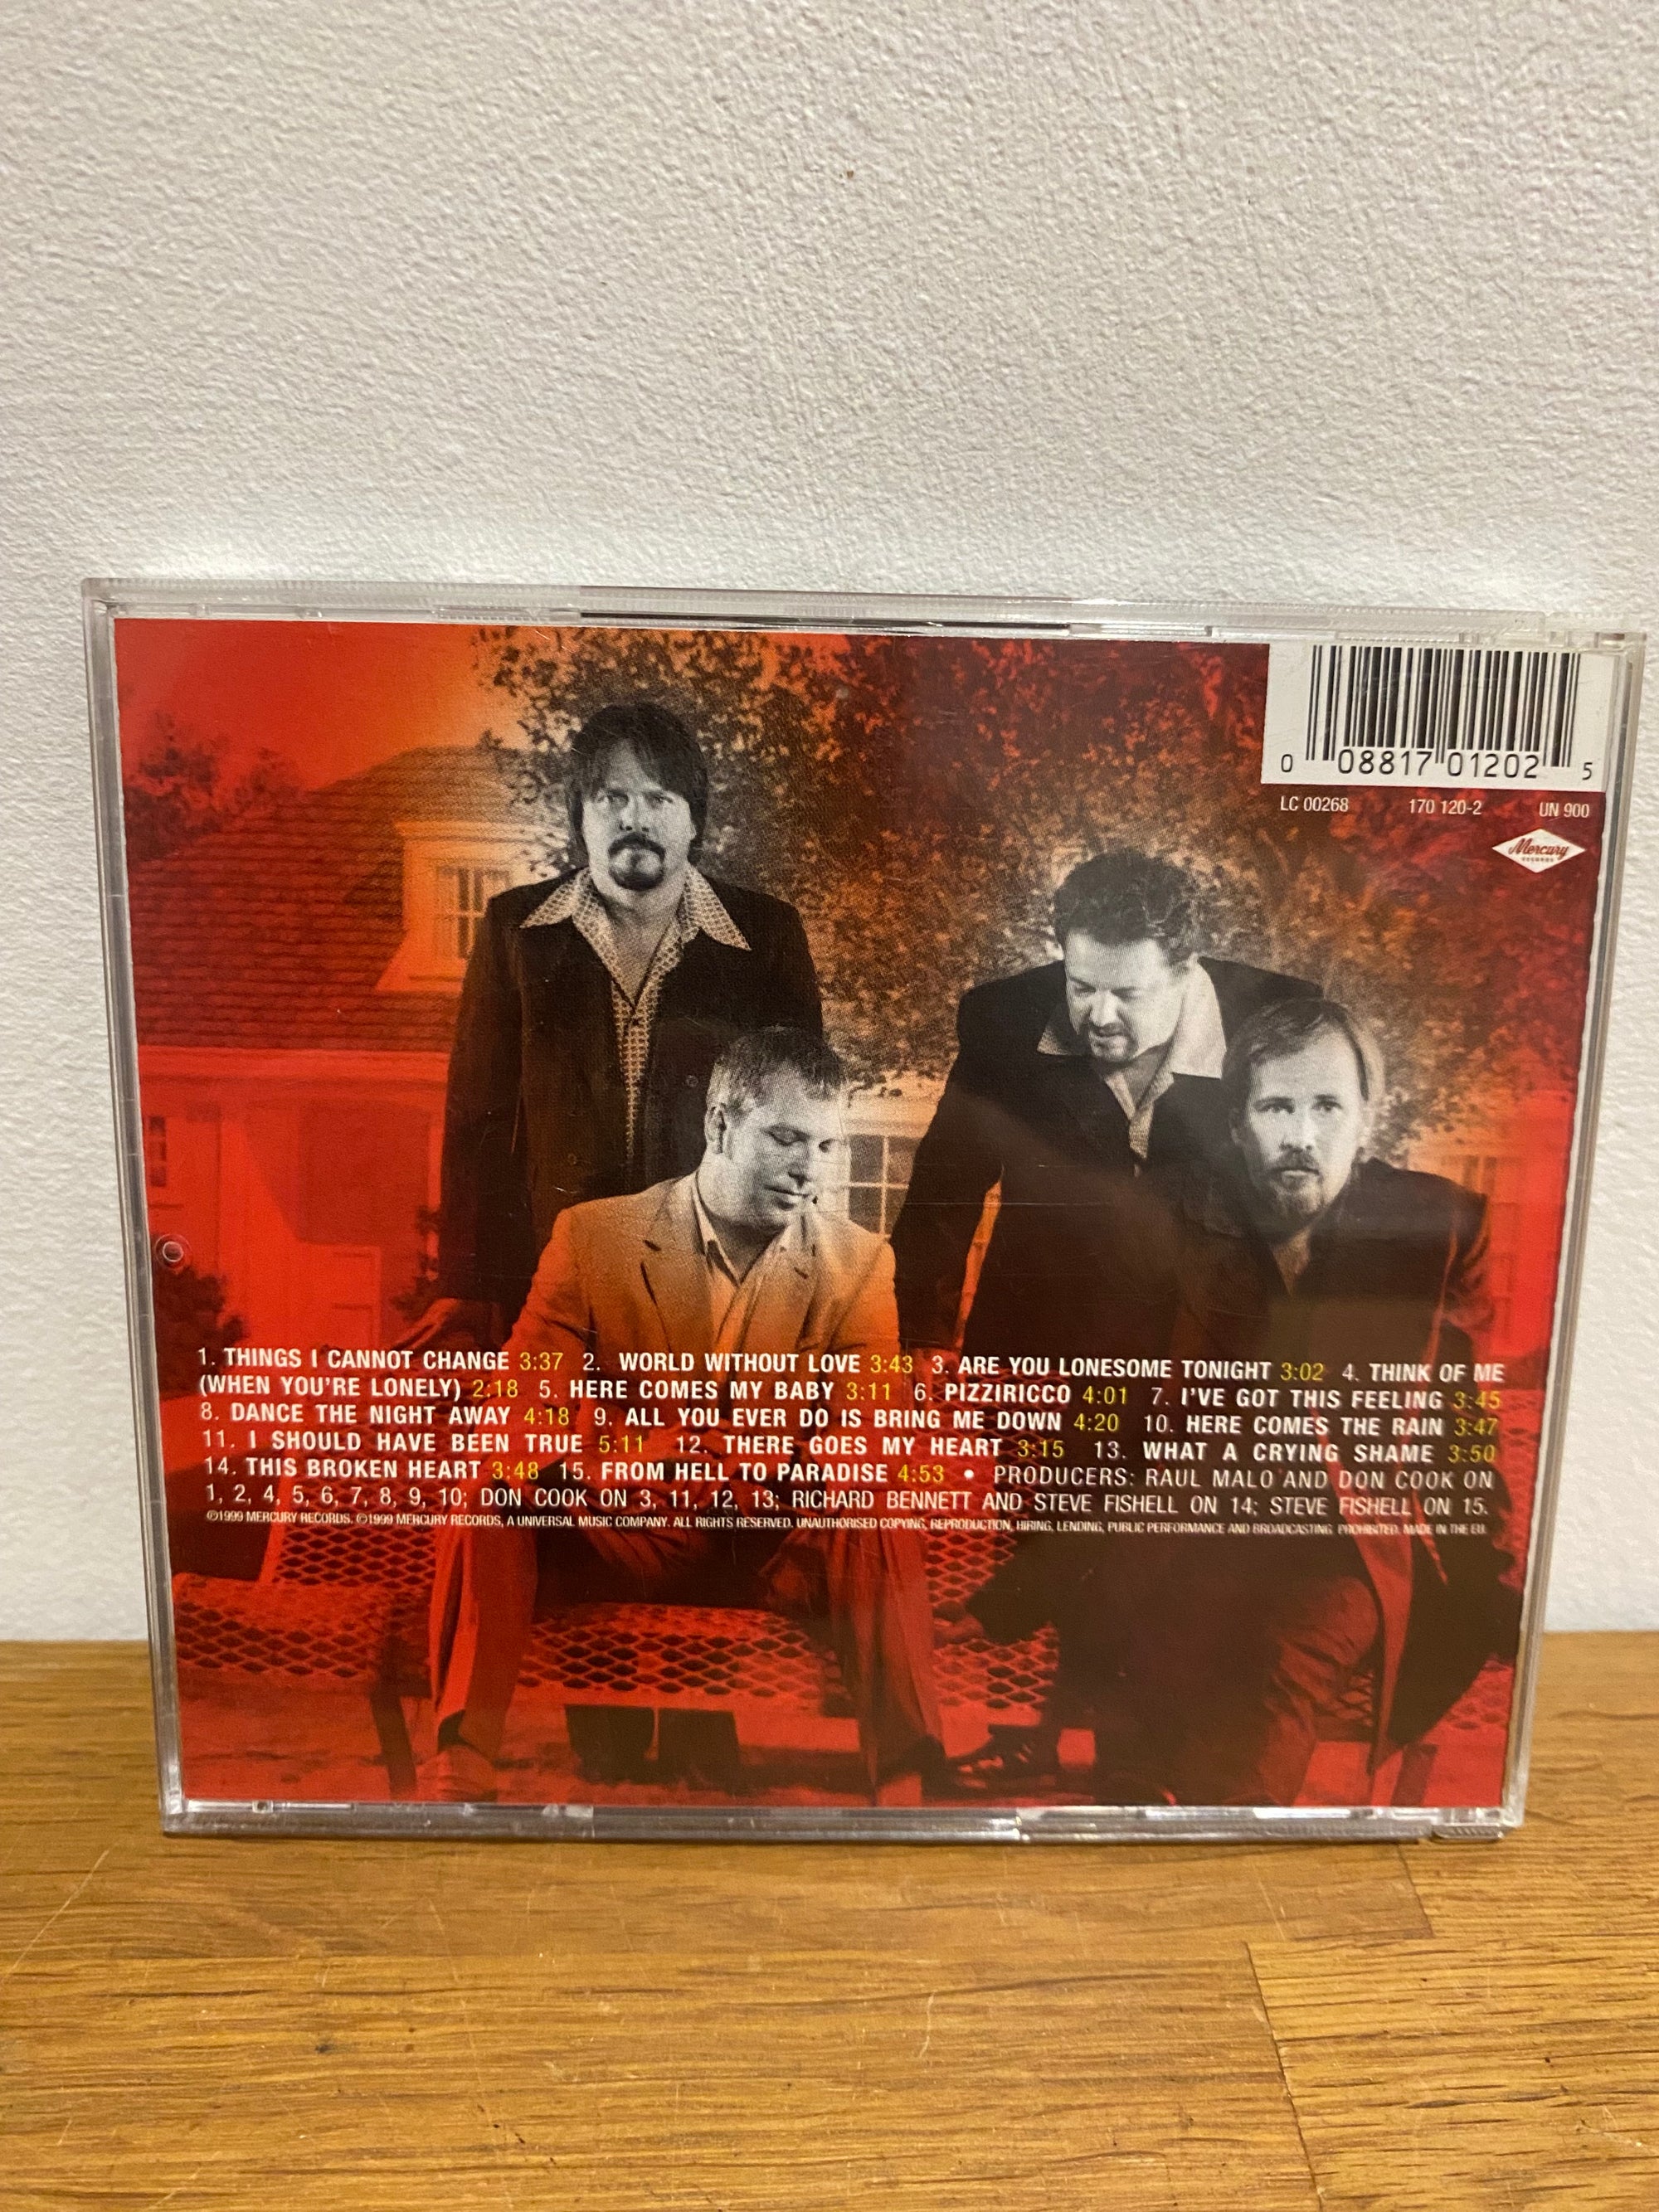 0 08817 01202 5
LC 00268 170 120-2 UN 900
Mercury
RECORDS
1. THINGS I CANNOT CHANGE 3:37 2. WORLD WITHOUT LOVE 3:43 3. ARE YOU LONESOME TONIGHT 3:02 4. THINK OF ME
(WHEN YOU'RE LONELY) 2:18 5. HERE COMES MY BABY 3:11 6. PIZZIRICCO 4:01 7. I'VE GOT THIS FEELING 3:45
8. DANCE THE NIGHT AWAY 4:18 9. ALL YOU EVER DO IS BRING ME DOWN 4:20 10. HERE COMES THE RAIN 3:47
11. I SHOULD HAVE BEEN TRUE 5:11 12. THERE GOES MY HEART 3:15 13. WHAT A CRYING SHAME 3:50
14. THIS BROKEN HEART 3:48 15. FROM HELL TO PARADISE 4:53 • PRODUCERS: RAUL MALO AND DON COOK ON
1, 2, 4, 5, 6, 7, 8, 9, 10; DON COOK ON 3, 11, 12, 13; RICHARD BENNETT AND STEVE FISHELL ON 14; STEVE FISHELL ON 15.
℗1999 MERCURY RECORDS. ©1999 MERCURY RECORDS, A UNIVERSAL MUSIC COMPANY. ALL RIGHTS RESERVED. UNAUTHORISED COPYING, REPRODUCTION, HIRING, LENDING, PUBLIC PERFORMANCE AND BROADCASTING PROHIBITED. MADE IN THE EU.